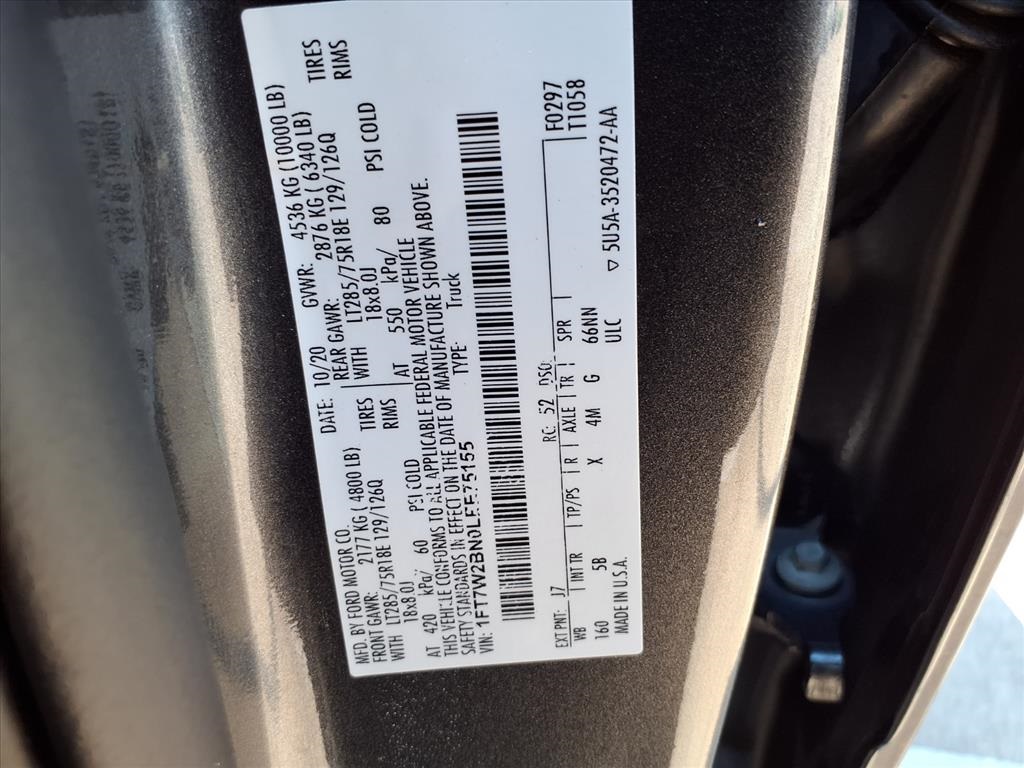 MFD. BY FORD MOTOR CO.
DATE: 10/20 GVWR: 4536 KG (10000 LB)
FRONT GAWR: 2177 KG ( 4800 LB)
REAR GAWR: 2876 KG ( 6340 LB)
WITH LT285/75R18E 129/126Q TIRES
WITH LT285/75R18E 129/126Q TIRES
18x8.0J RIMS
18x8.0J RIMS
AT 420 kPa/ 60 PSI COLD
AT 550 kPa/ 80 PSI COLD
THIS VEHICLE CONFORMS TO ALL APPLICABLE FEDERAL MOTOR VEHICLE
SAFETY STANDARDS IN EFFECT ON THE DATE OF MANUFACTURE SHOWN ABOVE.
VIN: TYPE: Truck
F0297
T1058
EXT PNT: J7 RC: 52 DSO:
WB INT TR TP/PS R AXLE TR SPR
160 5B X 4M G 66NN
ULC
MADE IN U.S.A. ▽ 5U5A-3520472-AA